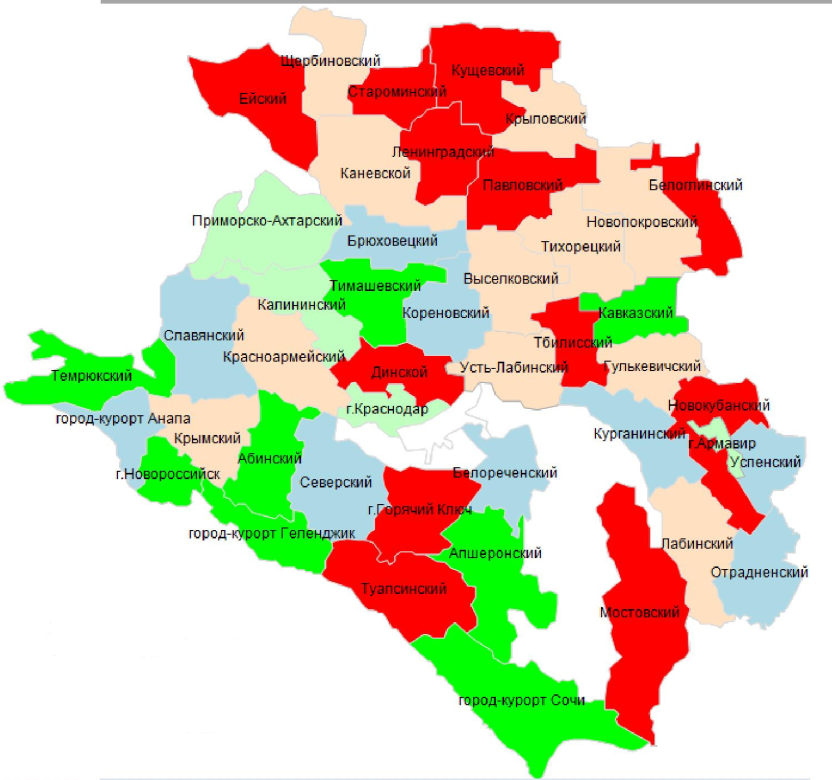 Щербиновский
Кущевский
Ейский
Староминский
Крыловский
Ленинградский
Каневской
Павловский
Белоглинский
Приморско-Ахтарский
Новопокровский
Брюховецкий
Тихорецкий
Выселковский
Тимашевский
Калининский
Кореновский
Кавказский
Славянский
Тбилисский
Красноармейский
Усть-Лабинский
Гулькевичский
Темрюкский
Динской
г.Краснодар
Новокубанский
город-курорт Анапа
Крымский
Курганинский
г.Армавир
Абинский
Успенский
г.Новороссийск
Северский
Белореченский
г.Горячий Ключ
город-курорт Геленджик
Лабинский
Апшеронский
Отрадненский
Туапсинский
Мостовский
город-курорт Сочи